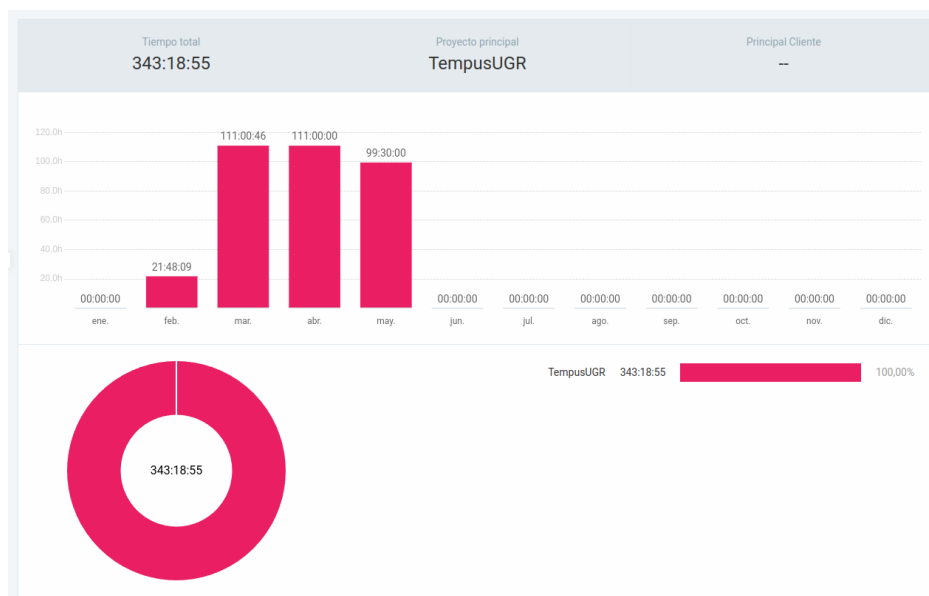 Tiempo total
343:18:55
Proyecto principal
TempusUGR
Principal Cliente
--
120.0h
100.0h
80.0h
60.0h
40.0h
20.0h
00:00:00
21:48:09
111:00:46
111:00:00
99:30:00
00:00:00
00:00:00
00:00:00
00:00:00
00:00:00
00:00:00
00:00:00
ene.
feb.
mar.
abr.
may.
jun.
jul.
ago.
sep.
oct.
nov.
dic.
343:18:55
TempusUGR 343:18:55 100,00%